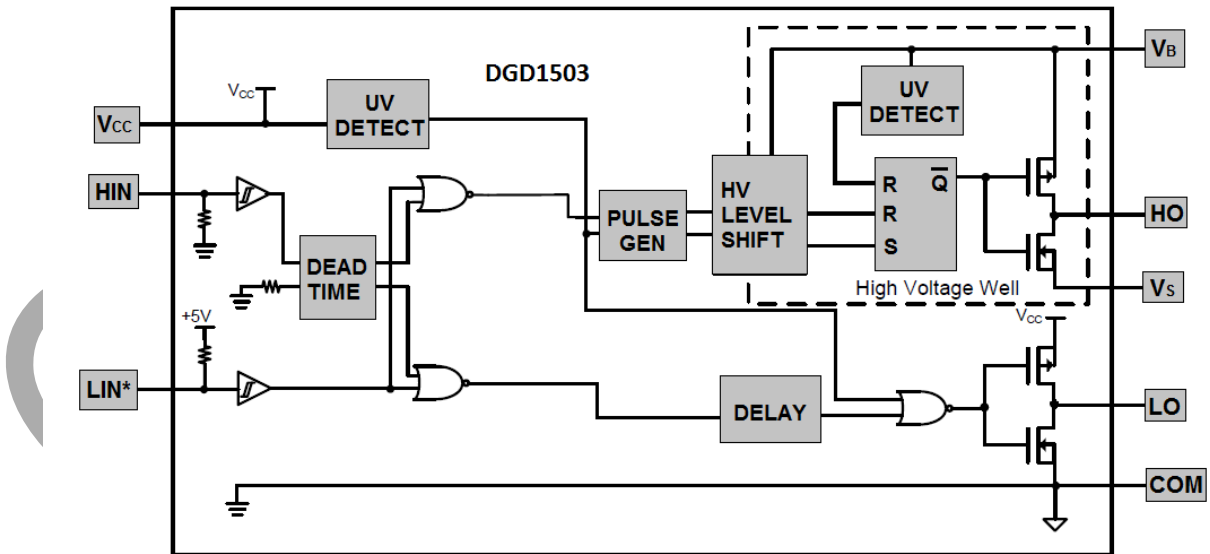 DGD1503
VB
VCC
UV
DETECT
UV
DETECT
VCC
HIN
HV
LEVEL
SHIFT
R
Q
R
S
PULSE
GEN
HO
DEAD
TIME
High Voltage Well
VS
+5V
VCC
LIN*
DELAY
LO
COM